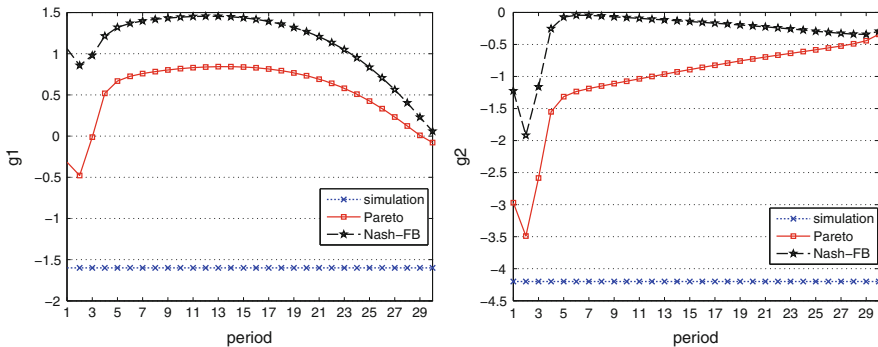 1.5
1
0.5
0
−0.5
−1
−1.5
−2
g1
simulation
Pareto
Nash−FB
1 3 5 7 9 11 13 15 17 19 21 23 25 27 29
period
0
−0.5
−1
−1.5
−2
−2.5
−3
−3.5
−4
−4.5
g2
simulation
Pareto
Nash−FB
1 3 5 7 9 11 13 15 17 19 21 23 25 27 29
period